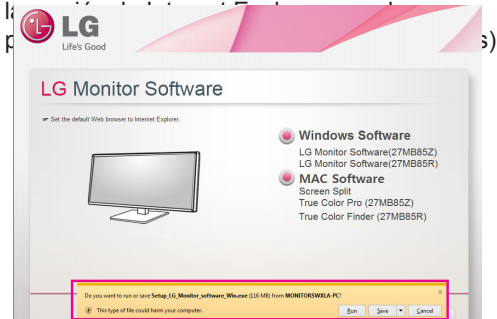 LG
Life's Good
LG Monitor Software
☞ Set the default Web browser to Internet Explorer.
Windows Software
LG Monitor Software(27MB85Z)
LG Monitor Software(27MB85R)
MAC Software
Screen Split
True Color Pro (27MB85Z)
True Color Finder (27MB85R)
Do you want to run or save Setup_LG_Monitor_software_Win.exe (116 MB) from MONITORSWXLA-PC?
This type of file could harm your computer.
Run Save Cancel